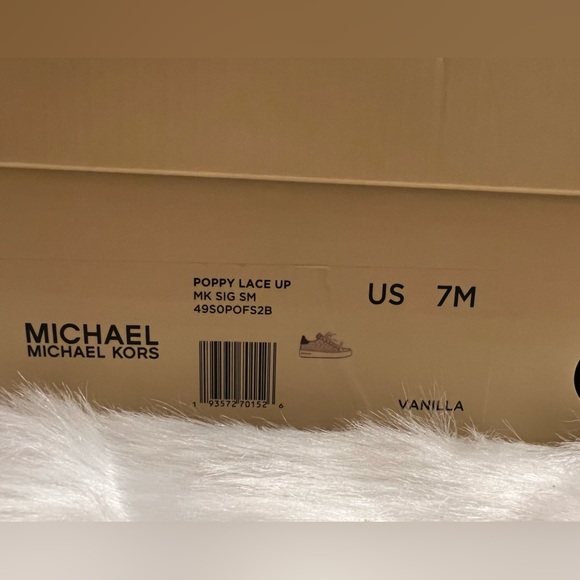 POPPY LACE UP
MK SIG SM
49S0POFS2B
US 7M
MICHAEL
MICHAEL KORS
1 93572 70152 6
VANILLA